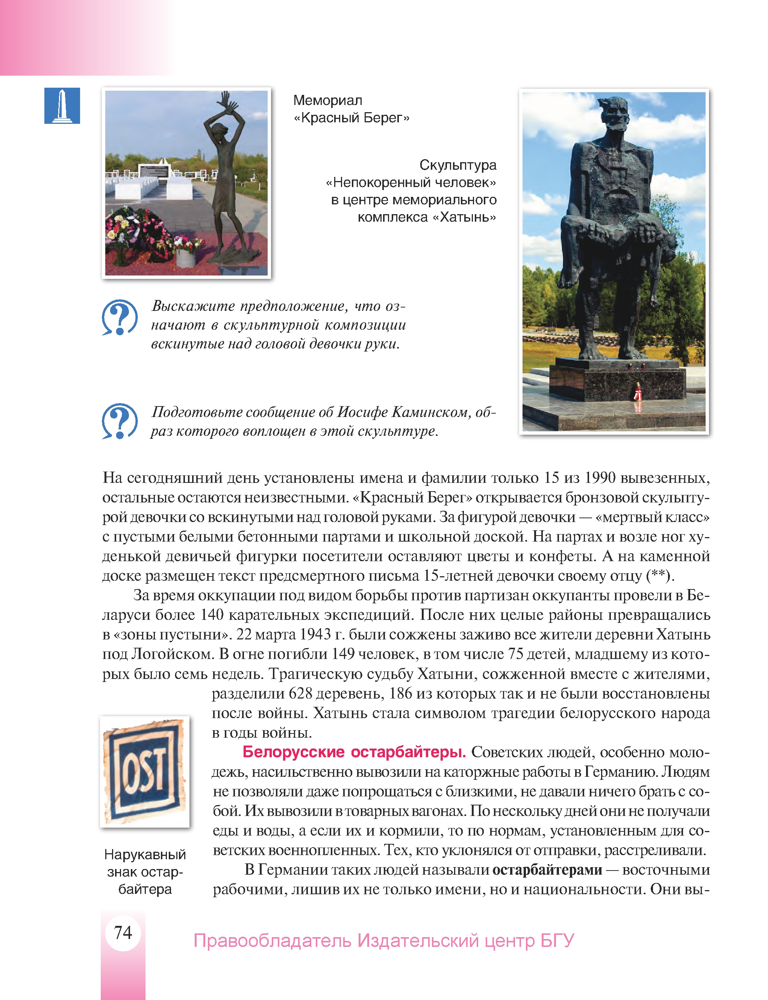 Мемориал
«Красный Берег»
Скульптура
«Непокоренный человек»
в центре мемориального
комплекса «Хатынь»
Выскажите предположение, что оз-
начают в скульптурной композиции
вскинутые над головой девочки руки.
Подготовьте сообщение об Иосифе Каминском, об-
раз которого воплощен в этой скульптуре.
На сегодняшний день установлены имена и фамилии только 15 из 1990 вывезенных,
остальные остаются неизвестными. «Красный Берег» открывается бронзовой скульпту-
рой девочки со вскинутыми над головой руками. За фигурой девочки — «мертвый класс»
с пустыми белыми бетонными партами и школьной доской. На партах и возле ног ху-
денькой девичьей фигурки посетители оставляют цветы и конфеты. А на каменной
доске размещен текст предсмертного письма 15-летней девочки своему отцу (**).
За время оккупации под видом борьбы против партизан оккупанты провели в Бе-
ларуси более 140 карательных экспедиций. После них целые районы превращались
в «зоны пустыни». 22 марта 1943 г. были сожжены заживо все жители деревни Хатынь
под Логойском. В огне погибли 149 человек, в том числе 75 детей, младшему из кото-
рых было семь недель. Трагическую судьбу Хатыни, сожженной вместе с жителями,
разделили 628 деревень, 186 из которых так и не были восстановлены
после войны. Хатынь стала символом трагедии белорусского народа
в годы войны.
Белорусские остарбайтеры. Советских людей, особенно моло-
дежь, насильственно вывозили на каторжные работы в Германию. Людям
не позволяли даже попрощаться с близкими, не давали ничего брать с со-
бой. Их вывозили в товарных вагонах. По нескольку дней они не получали
еды и воды, а если их и кормили, то по нормам, установленным для со-
ветских военнопленных. Тех, кто уклонялся от отправки, расстреливали.
В Германии таких людей называли остарбайтерами — восточными
рабочими, лишив их не только имени, но и национальности. Они вы-
OST
Нарукавный
знак остар-
байтера
74
Правообладатель Издательский центр БГУ